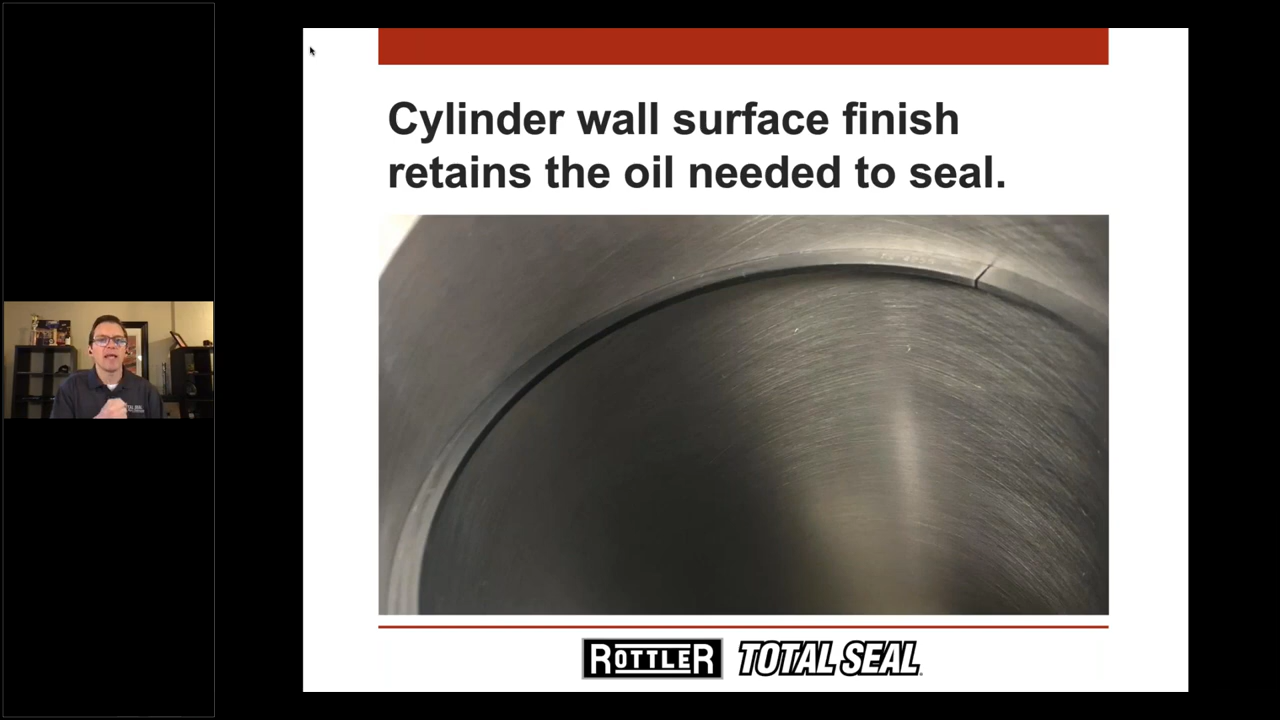 Cylinder wall surface finish
retains the oil needed to seal.
ROTTLER
TOTAL SEAL